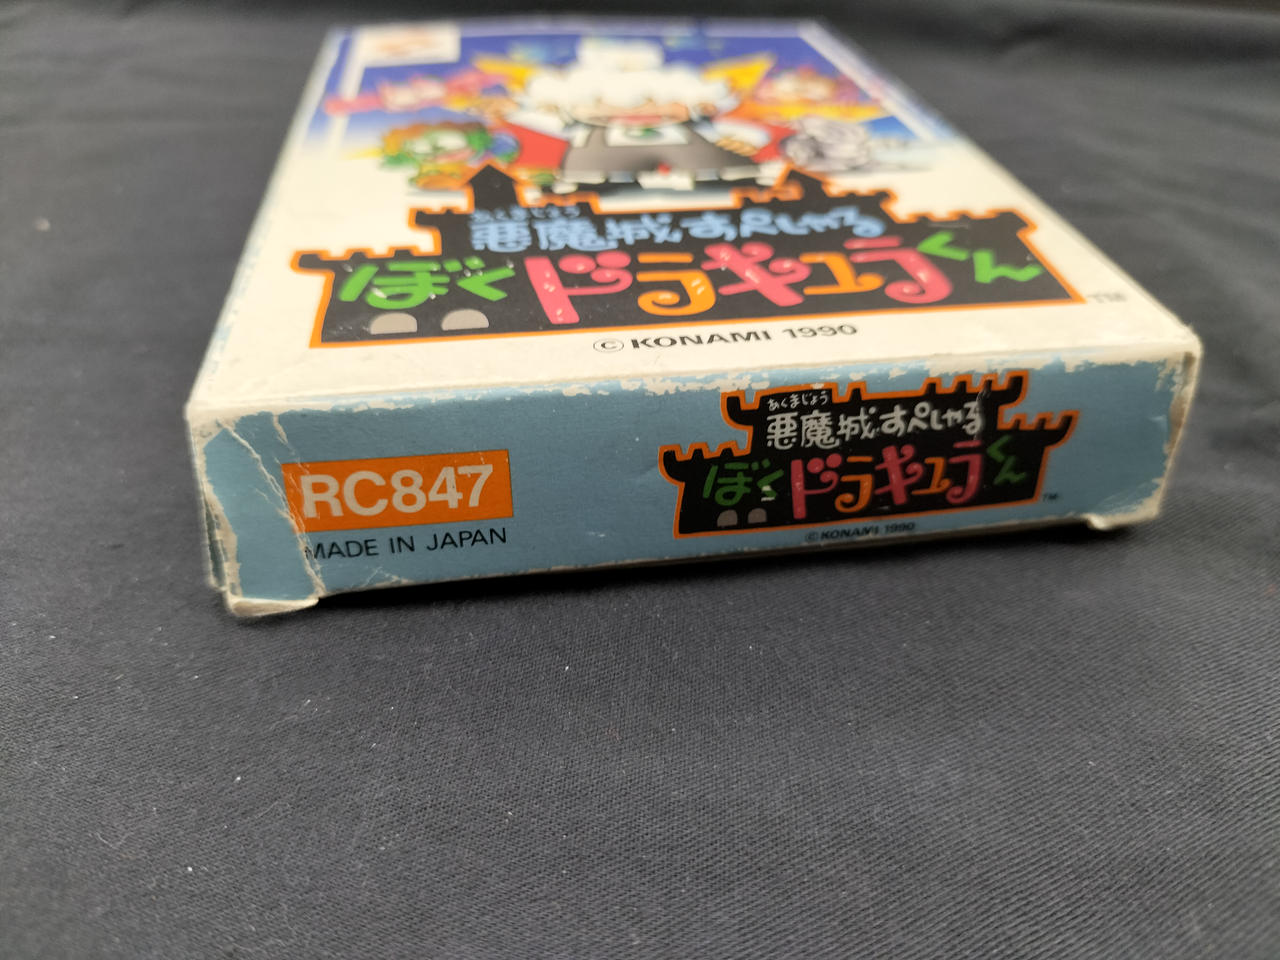 あくまじょう
悪魔城すぺしゃる
ぼくドラキュラくん
TM
©KONAMI 1990
あくまじょう
悪魔城すぺしゃる
ぼくドラキュラくん
TM
©KONAMI 1990
RC847
MADE IN JAPAN